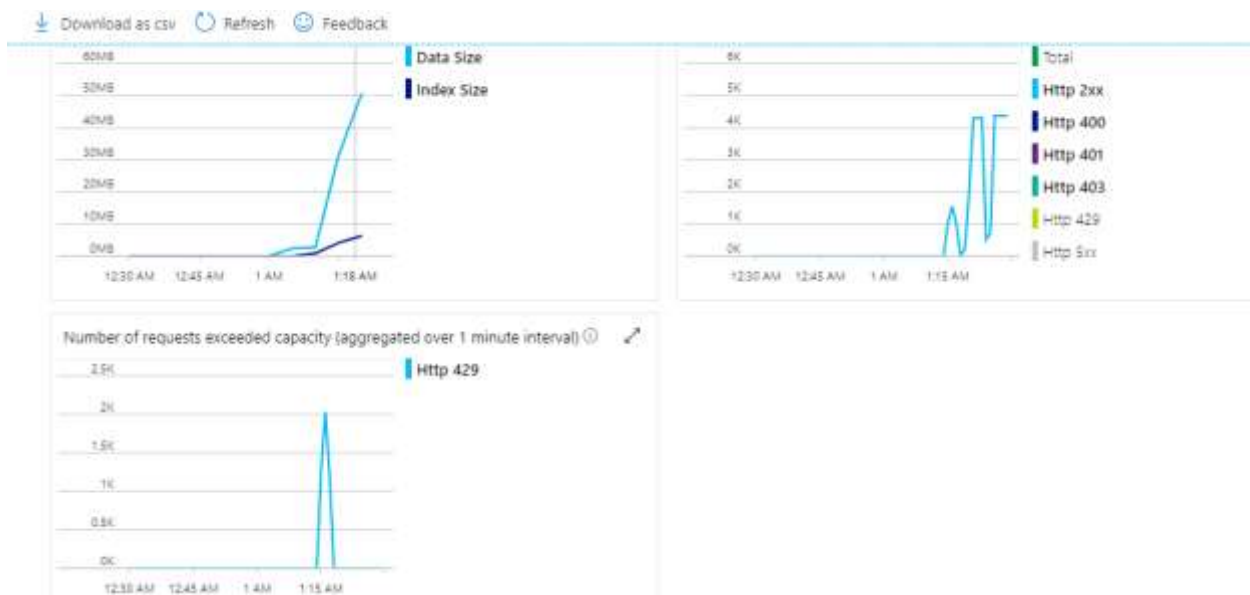 Download as csv Refresh Feedback
60MB
50MB
40MB
30MB
20MB
10MB
0MB
12:30 AM 12:45 AM 1 AM 1:18 AM
Data Size
Index Size
6K
5K
4K
3K
2K
1K
0K
12:30 AM 12:45 AM 1 AM 1:15 AM
Total
Http 2xx
Http 400
Http 401
Http 403
Http 429
Http 5xx
Number of requests exceeded capacity (aggregated over 1 minute interval)
2.5K
2K
1.5K
1K
0.5K
0K
12:30 AM 12:45 AM 1 AM 1:15 AM
Http 429